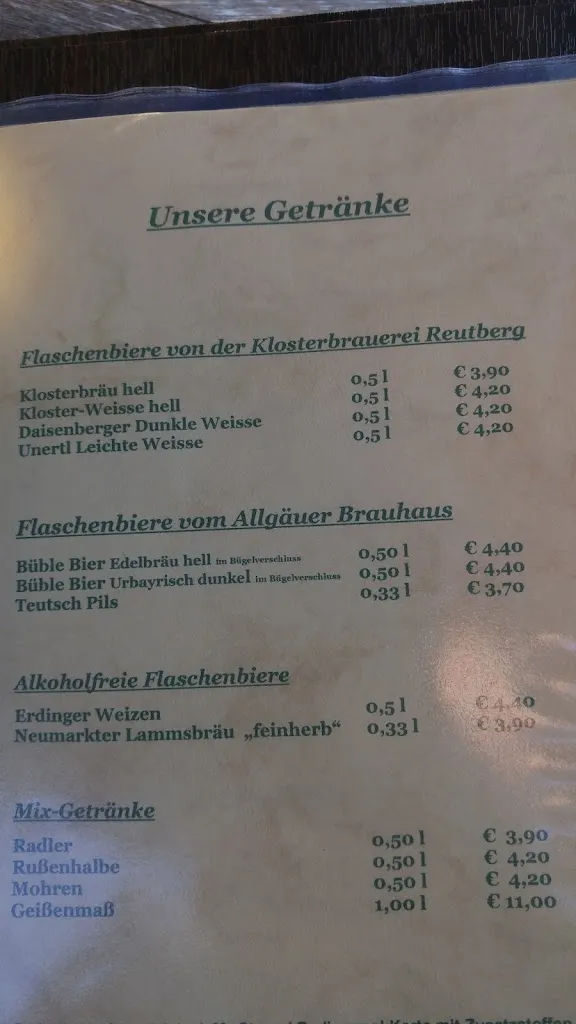 Unsere Getränke
Flaschenbiere von der Klosterbrauerei Reutberg
Klosterbräu hell 0,5 l € 3,90
Kloster-Weisse hell 0,5 l € 4,20
Daisenberger Dunkle Weisse 0,5 l € 4,20
Unertl Leichte Weisse 0,5 l € 4,20
Flaschenbiere vom Allgäuer Brauhaus
Büble Bier Edelbräu hell im Bügelverschluss 0,50 l € 4,40
Büble Bier Urbayrisch dunkel im Bügelverschluss 0,50 l € 4,40
Teutsch Pils 0,33 l € 3,70
Alkoholfreie Flaschenbiere
Erdinger Weizen 0,5 l € 4,40
Neumarkter Lammsbräu „feinherb“ 0,33 l € 3,90
Mix-Getränke
Radler 0,50 l € 3,90
Rußenhalbe 0,50 l € 4,20
Mohren 0,50 l € 4,20
Geißenmaß 1,00 l € 11,00
mit Zusatzstoffen